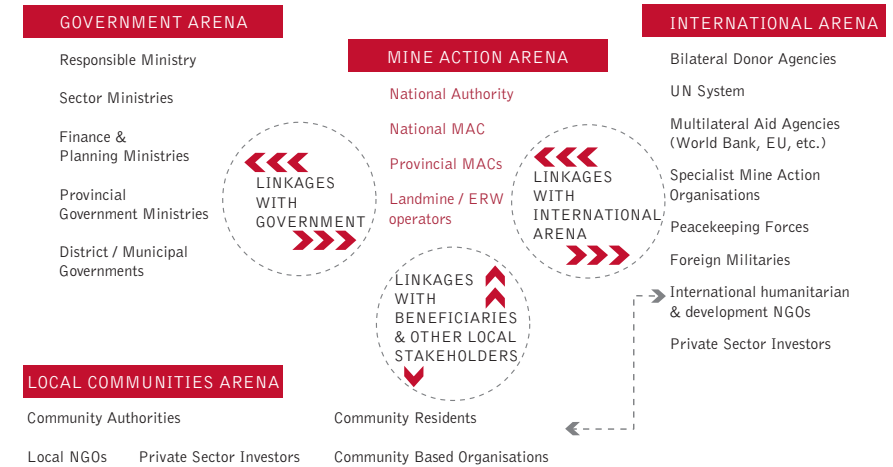 GOVERNMENT ARENA
Responsible Ministry
Sector Ministries
Finance &
Planning Ministries
Provincial
Government Ministries
District / Municipal
Governments
LINKAGES
WITH
GOVERNMENT
MINE ACTION ARENA
National Authority
National MAC
Provincial MACs
Landmine / ERW
operators
LINKAGES
WITH
INTERNATIONAL
ARENA
INTERNATIONAL ARENA
Bilateral Donor Agencies
UN System
Multilateral Aid Agencies
(World Bank, EU, etc.)
Specialist Mine Action
Organisations
Peacekeeping Forces
Foreign Militaries
International humanitarian
& development NGOs
Private Sector Investors
LINKAGES
WITH
BENEFICIARIES
& OTHER LOCAL
STAKEHOLDERS
LOCAL COMMUNITIES ARENA
Community Authorities
Community Residents
Local NGOs
Private Sector Investors
Community Based Organisations